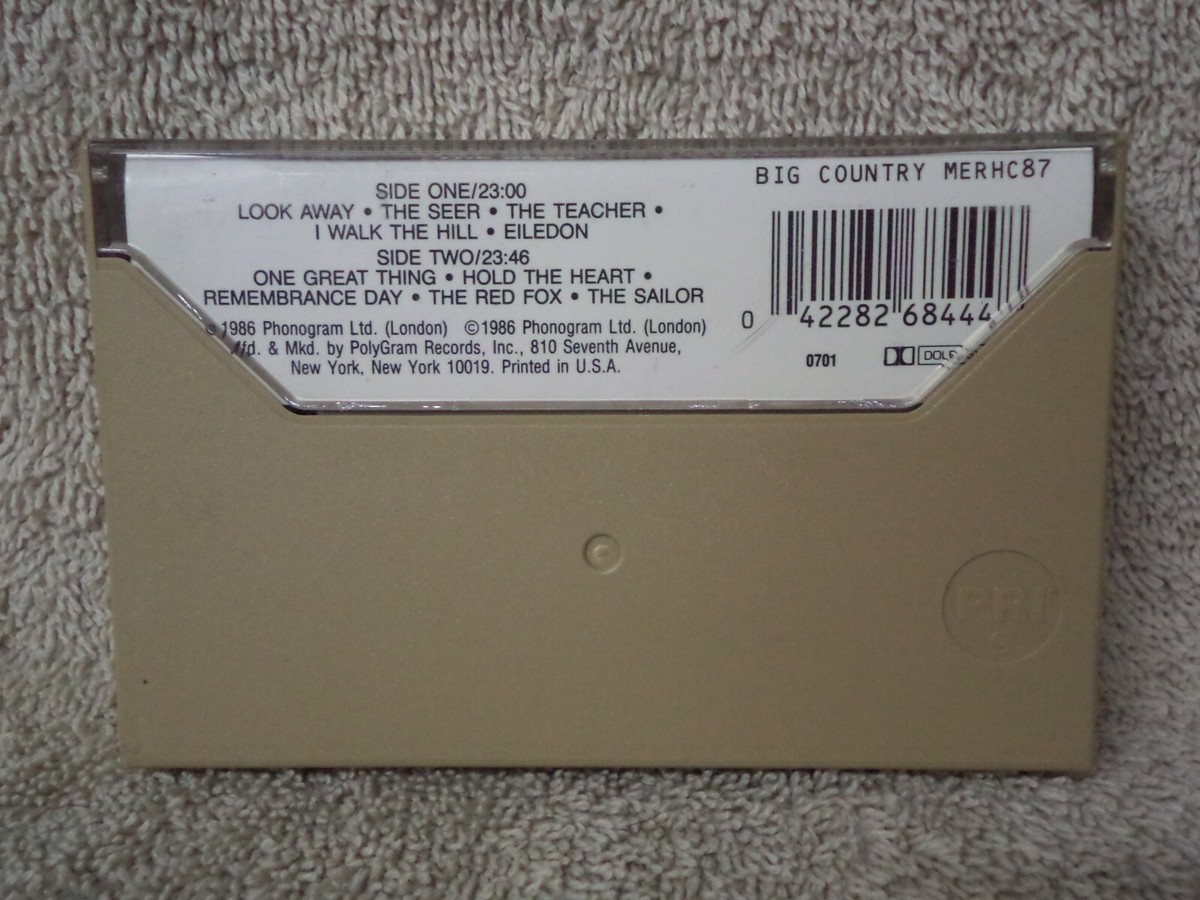 SIDE ONE/23:00
LOOK AWAY • THE SEER • THE TEACHER •
I WALK THE HILL • EILEDON
SIDE TWO/23:46
ONE GREAT THING • HOLD THE HEART •
REMEMBRANCE DAY • THE RED FOX • THE SAILOR
℗1986 Phonogram Ltd. (London) ©1986 Phonogram Ltd. (London)
Mfd. & Mkd. by PolyGram Records, Inc., 810 Seventh Avenue,
New York, New York 10019. Printed in U.S.A.
BIG COUNTRY MERHC87
0 42282 68444
0701
C
PRI